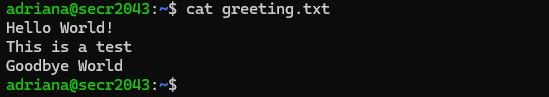 adriana@secr2043:~$ cat greeting.txt
Hello World!
This is a test
Goodbye World
adriana@secr2043:~$